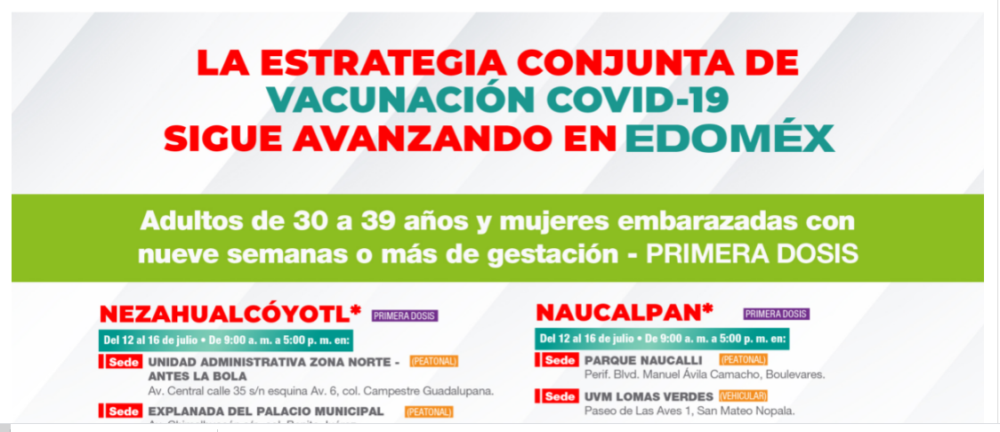 LA ESTRATEGIA CONJUNTA DE
VACUNACIÓN COVID-19
SIGUE AVANZANDO EN EDOMÉX
Adultos de 30 a 39 años y mujeres embarazadas con
nueve semanas o más de gestación - PRIMERA DOSIS
NEZAHUALCÓYOTL* PRIMERA DOSIS
Del 12 al 16 de julio • De 9:00 a. m. a 5:00 p. m. en:
Sede UNIDAD ADMINISTRATIVA ZONA NORTE - (PEATONAL)
ANTES LA BOLA
Av. Central calle 35 s/n esquina Av. 6, col. Campestre Guadalupana.
Sede EXPLANADA DEL PALACIO MUNICIPAL (PEATONAL)
NAUCALPAN* PRIMERA DOSIS
Del 12 al 16 de julio • De 9:00 a. m. a 5:00 p. m. en:
Sede PARQUE NAUCALLI (PEATONAL)
Perif. Blvd. Manuel Ávila Camacho, Boulevares.
Sede UVM LOMAS VERDES (VEHICULAR)
Paseo de Las Aves 1, San Mateo Nopala.